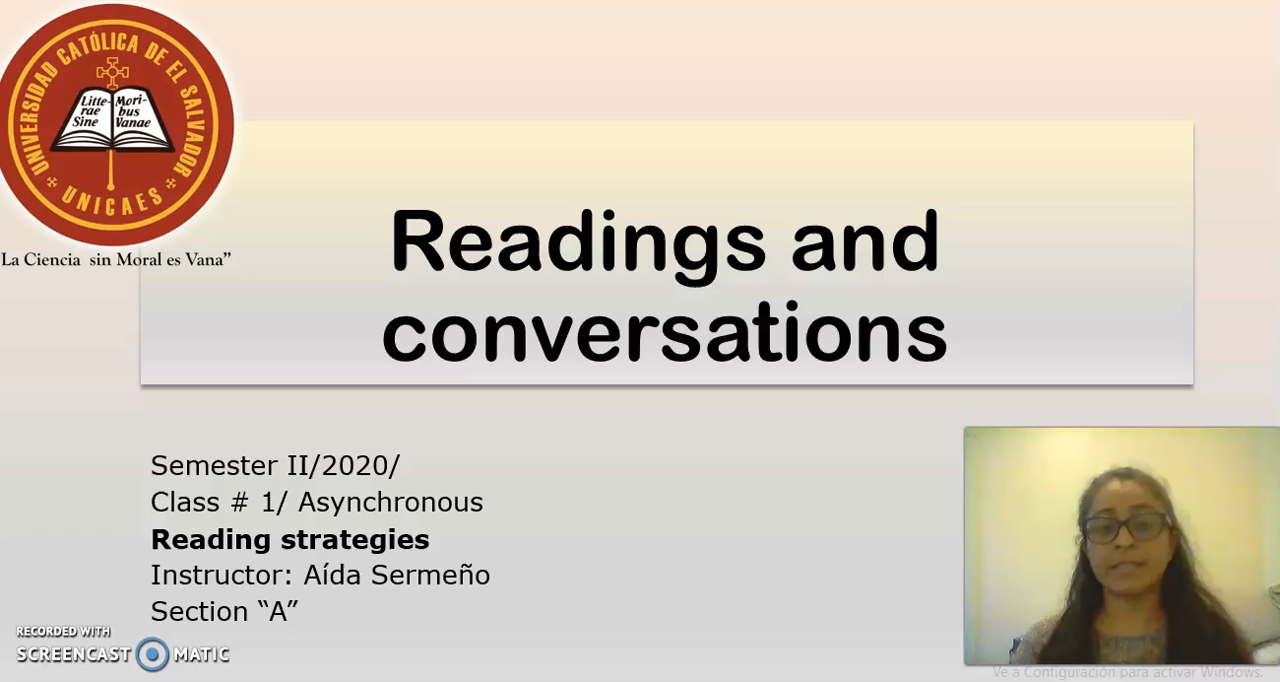 UNIVERSIDAD CATÓLICA DE EL SALVADOR
Litte- Mori-
rae bus
Sine Vanae
UNICAES
La Ciencia sin Moral es Vana”
Readings and
conversations
Semester II/2020/
Class # 1/ Asynchronous
Reading strategies
Instructor: Aída Sermeño
Section “A”
RECORDED WITH
SCREENCAST MATIC
Ve a Configuración para activar Windows.